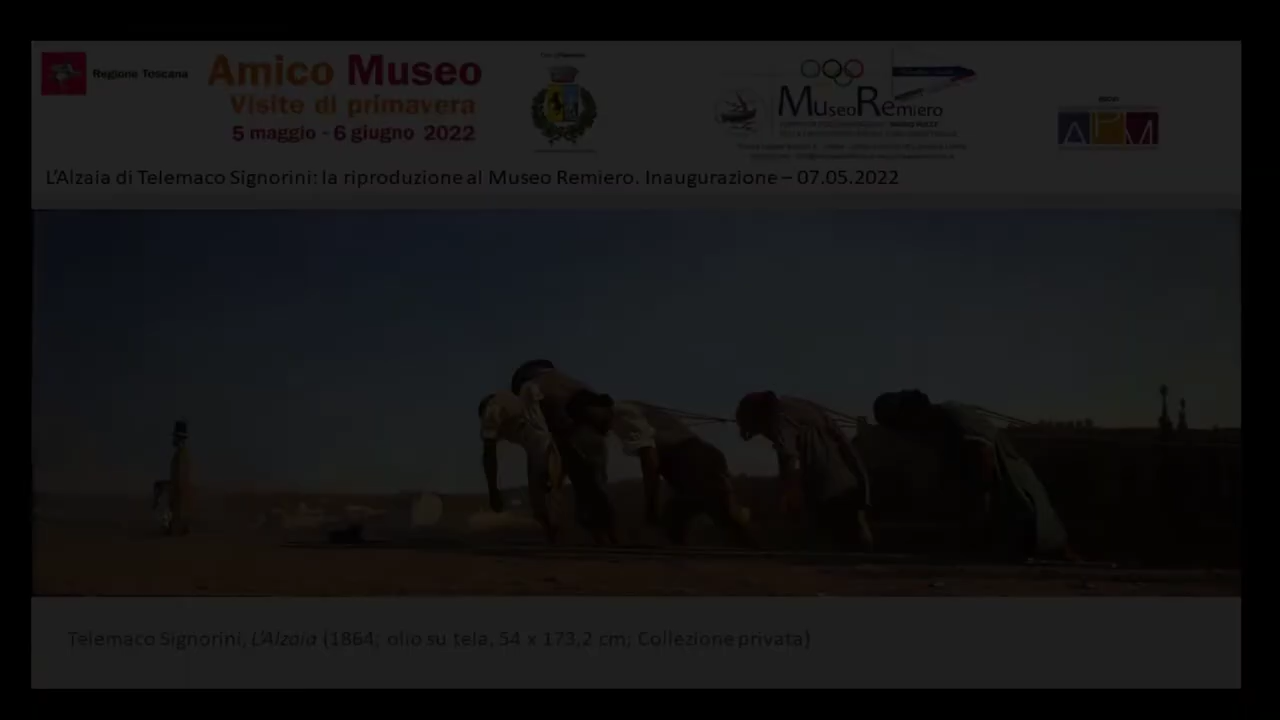 Regione Toscana
Amico Museo
Visite di primavera
5 maggio - 6 giugno 2022
MuseoRemiero
APM
L'Alzaia di Telemaco Signorini: la riproduzione al Museo Remiero. Inaugurazione – 07.05.2022
Telemaco Signorini, L'Alzaia (1864; olio su tela, 54 x 173,2 cm; Collezione privata)